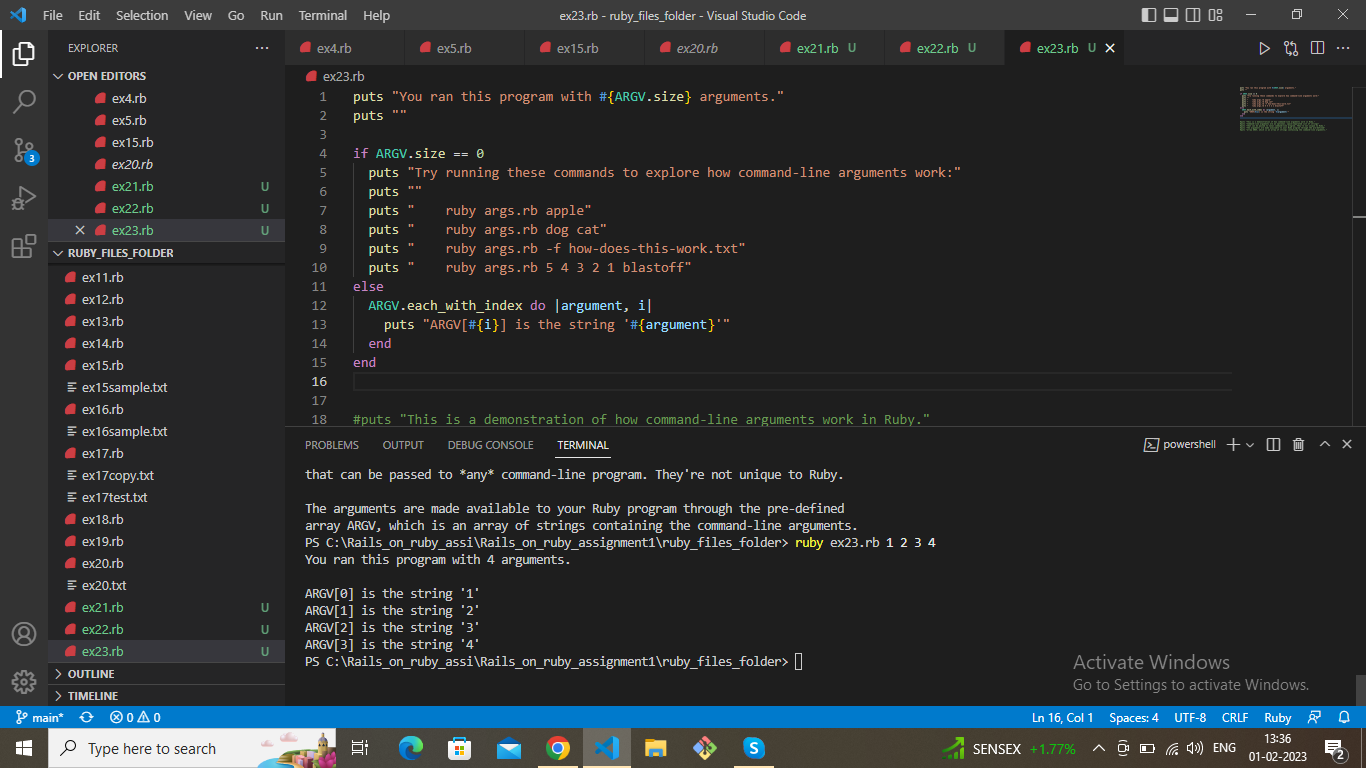 File Edit Selection View Go Run Terminal Help
ex23.rb - ruby_files_folder - Visual Studio Code
EXPLORER
OPEN EDITORS
ex4.rb
ex5.rb
ex15.rb
ex20.rb
ex21.rb U
ex22.rb U
ex23.rb U
RUBY_FILES_FOLDER
ex11.rb
ex12.rb
ex13.rb
ex14.rb
ex15.rb
ex15sample.txt
ex16.rb
ex16sample.txt
ex17.rb
ex17copy.txt
ex17test.txt
ex18.rb
ex19.rb
ex20.rb
ex20.txt
ex21.rb U
ex22.rb U
ex23.rb U
OUTLINE
TIMELINE
3
ex4.rb ex5.rb ex15.rb ex20.rb ex21.rb U ex22.rb U ex23.rb U
ex23.rb
1 puts "You ran this program with #{ARGV.size} arguments."
2 puts ""
3
4 if ARGV.size == 0
5   puts "Try running these commands to explore how command-line arguments work:"
6   puts ""
7   puts "    ruby args.rb apple"
8   puts "    ruby args.rb dog cat"
9   puts "    ruby args.rb -f how-does-this-work.txt"
10   puts "    ruby args.rb 5 4 3 2 1 blastoff"
11 else
12   ARGV.each_with_index do |argument, i|
13     puts "ARGV[#{i}] is the string '#{argument}'"
14   end
15 end
16
17
18 #puts "This is a demonstration of how command-line arguments work in Ruby."
PROBLEMS OUTPUT DEBUG CONSOLE TERMINAL
powershell
that can be passed to *any* command-line program. They're not unique to Ruby.
The arguments are made available to your Ruby program through the pre-defined
array ARGV, which is an array of strings containing the command-line arguments.
PS C:\Rails_on_ruby_assi\Rails_on_ruby_assignment1\ruby_files_folder> ruby ex23.rb 1 2 3 4
You ran this program with 4 arguments.
ARGV[0] is the string '1'
ARGV[1] is the string '2'
ARGV[2] is the string '3'
ARGV[3] is the string '4'
PS C:\Rails_on_ruby_assi\Rails_on_ruby_assignment1\ruby_files_folder>
Activate Windows
Go to Settings to activate Windows.
main* 0 0
Ln 16, Col 1 Spaces: 4 UTF-8 CRLF Ruby
Type here to search
SENSEX +1.77%
ENG
13:36
01-02-2023
2